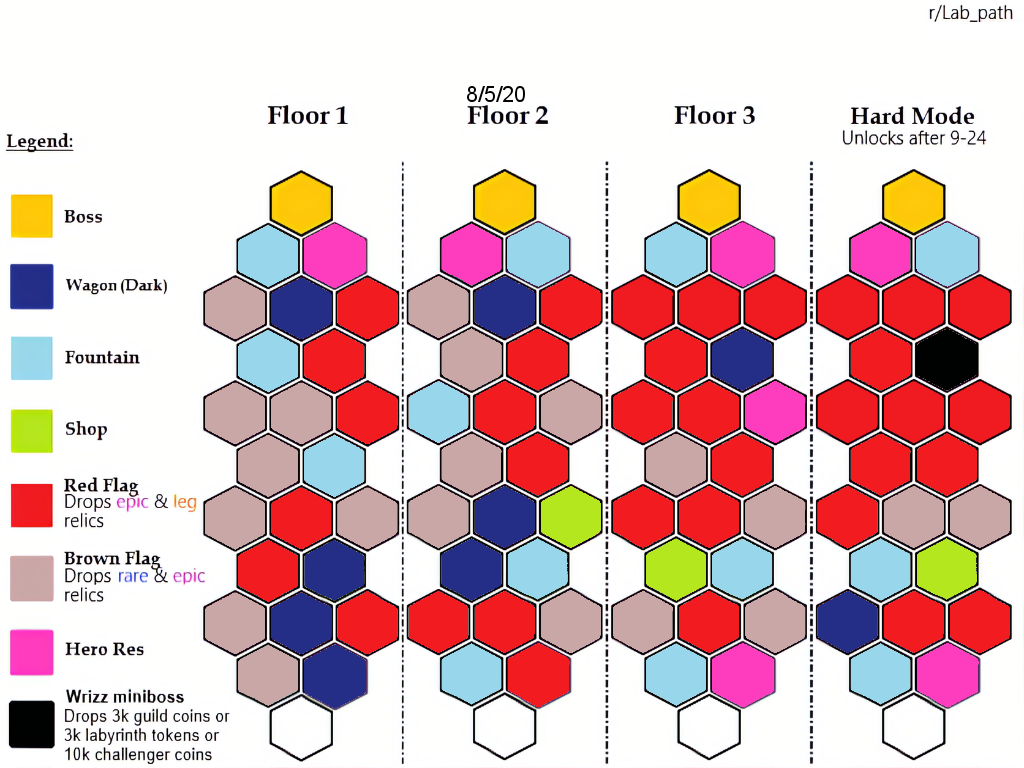 r/Lab_path
8/5/20
Floor 1
Floor 2
Floor 3
Hard Mode
Unlocks after 9-24
Legend:
Boss
Wagon (Dark)
Fountain
Shop
Red Flag
Drops epic & leg
relics
Brown Flag
Drops rare & epic
relics
Hero Res
Wrizz miniboss
Drops 3k guild coins or
3k labyrinth tokens or
10k challenger coins